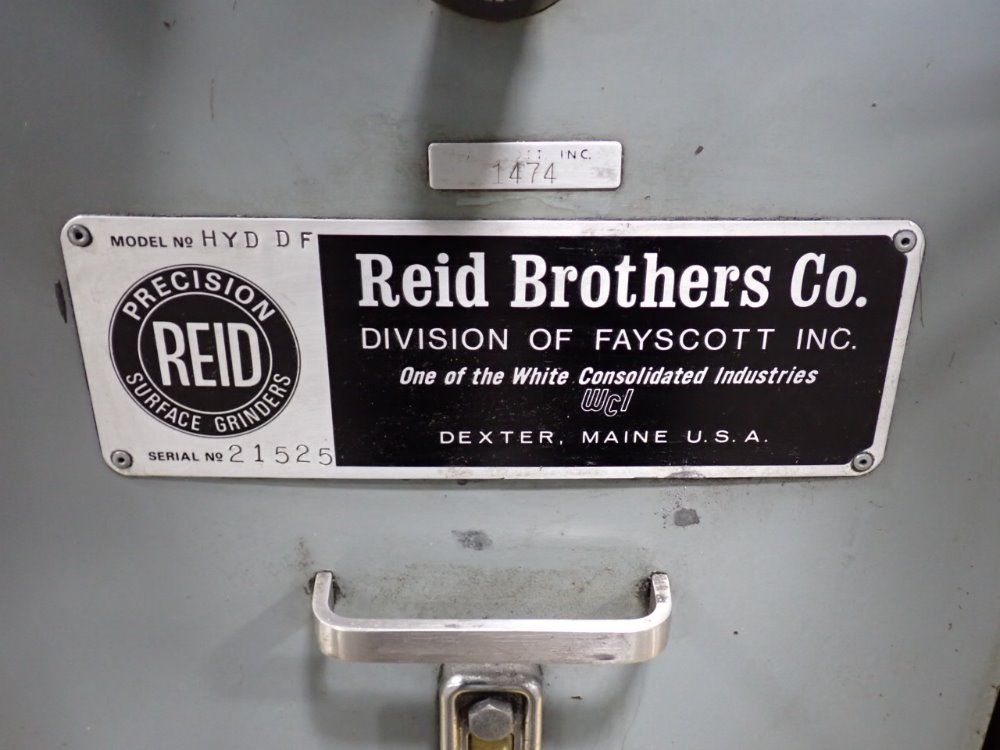 INC.
1474
MODEL Nº HYD DF
PRECISION
REID
SURFACE GRINDERS
SERIAL Nº 21525
Reid Brothers Co.
DIVISION OF FAYSCOTT INC.
One of the White Consolidated Industries
WCI
DEXTER, MAINE U.S.A.